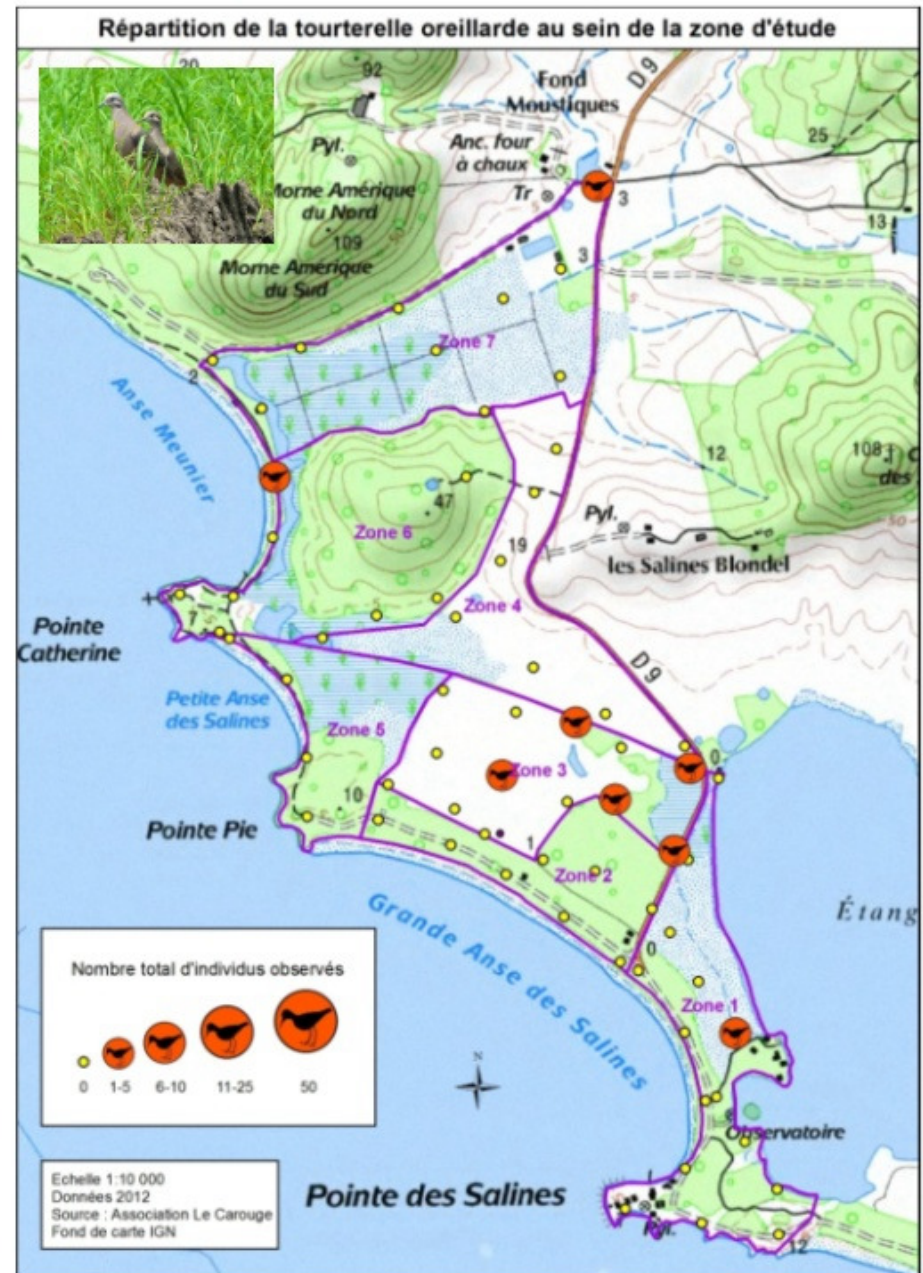 Répartition de la tourterelle oreillarde au sein de la zone d'étude
20
92
Fond
Moustiques
D 9
25
Pyl.
Anc. four
à chaux
Tr
3
13
Morne Amérique
du Nord
109
3
Morne Amérique
du Sud
Zone 7
2
Anse Meunier
12
108
47
Pyl.
Zone 6
19
les Salines Blondel
Zone 4
Pointe
Catherine
7
D 9
Petite Anse
des Salines
Zone 5
0
Zone 3
10
Pointe Pie
1
Zone 2
Étang
Grande Anse des Salines
0
Zone 1
Nombre total d'individus observés
0 1-5 6-10 11-25 50
N
Observatoire
Echelle 1:10 000
Données 2012
Source : Association Le Carouge
Fond de carte IGN
Pointe des Salines
12